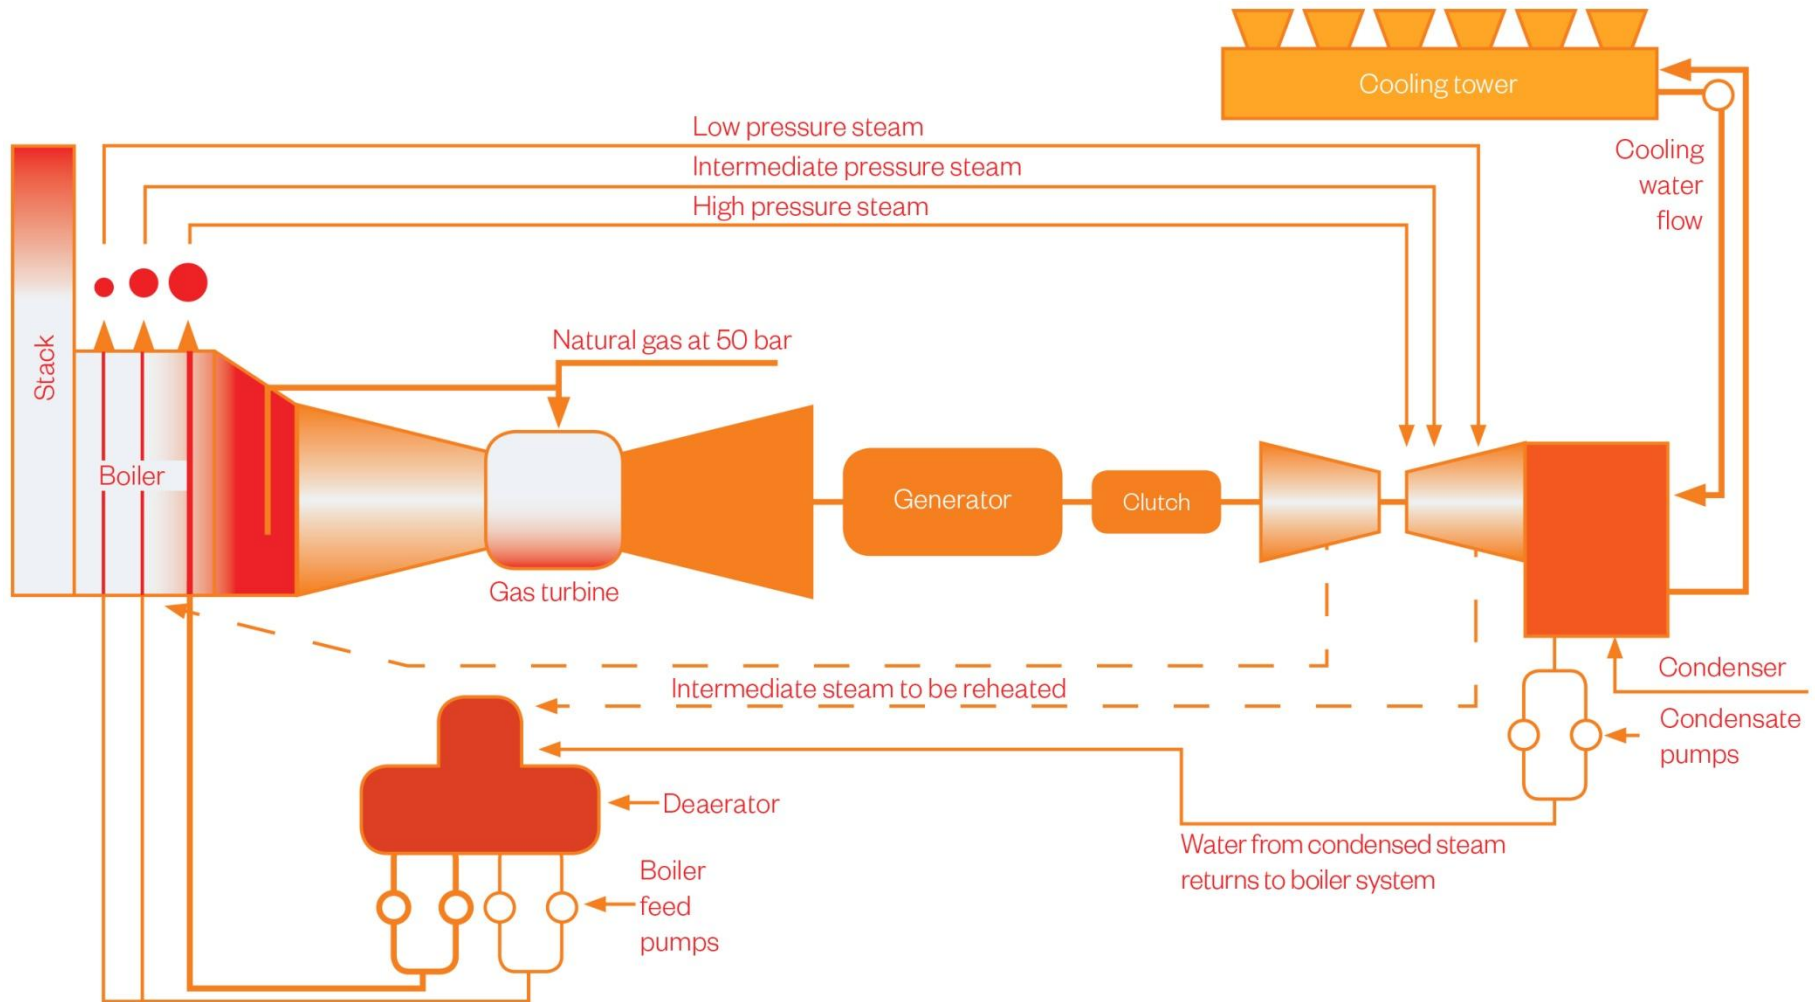 Cooling tower
Low pressure steam
Cooling
water
flow
Intermediate pressure steam
High pressure steam
Stack
Natural gas at 50 bar
Boiler
Generator
Clutch
Gas turbine
Intermediate steam to be reheated
Condenser
Condensate
pumps
Deaerator
Water from condensed steam
returns to boiler system
Boiler
feed
pumps